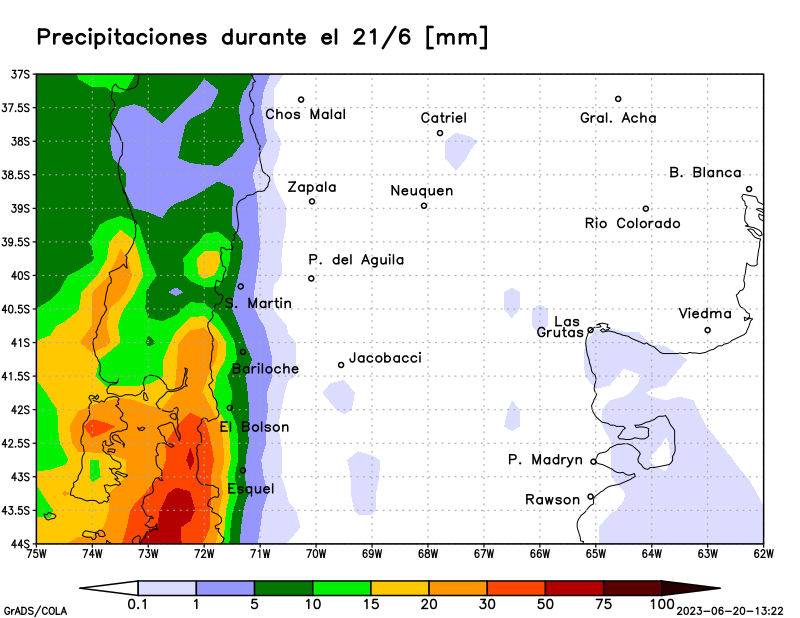 Precipitaciones durante el 21/6 [mm]
37S
37.5S
38S
38.5S
39S
39.5S
40S
40.5S
41S
41.5S
42S
42.5S
43S
43.5S
44S
Chos Malal
Catriel
Gral. Acha
B. Blanca
Zapala
Neuquen
Rio Colorado
P. del Aguila
S. Martin
Las
Grutas
Viedma
Jacobacci
Bariloche
El Bolson
P. Madryn
Esquel
Rawson
75W 74W 73W 72W 71W 70W 69W 68W 67W 66W 65W 64W 63W 62W
0.1 1 5 10 15 20 30 50 75 100
GrADS/COLA
2023-06-20-13:22